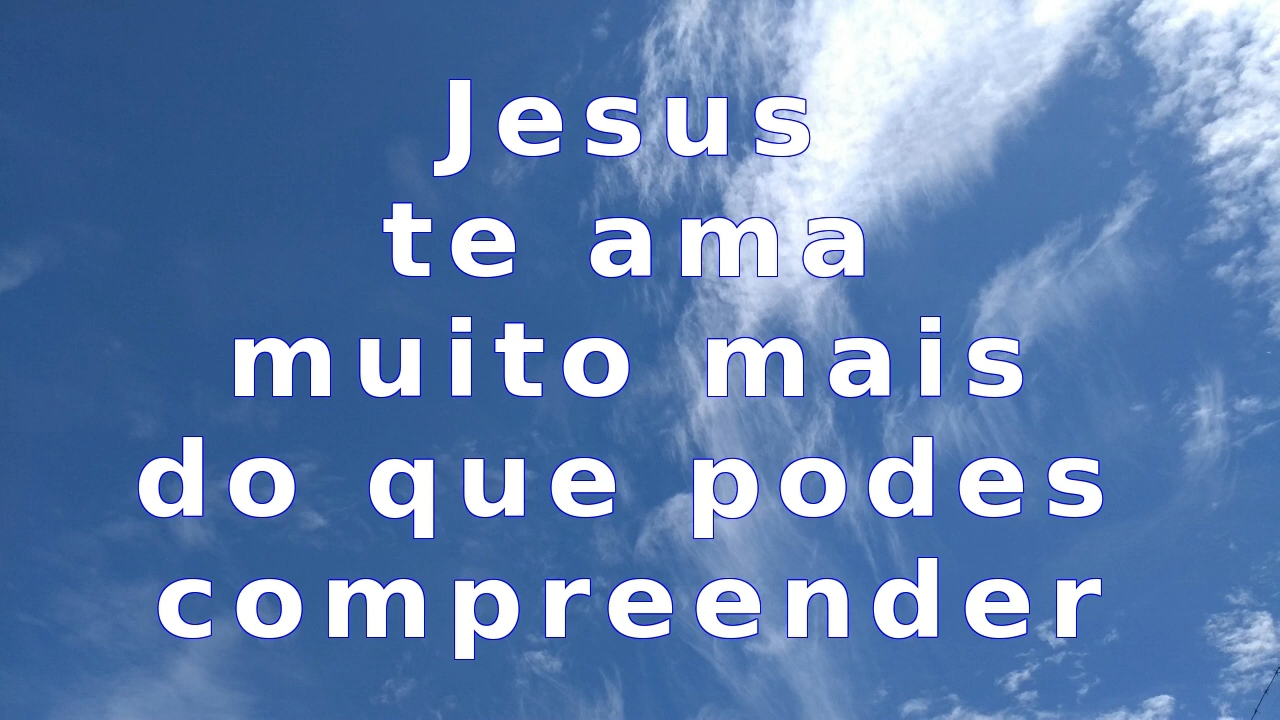 Jesus
te ama
muito mais
do que podes
compreender